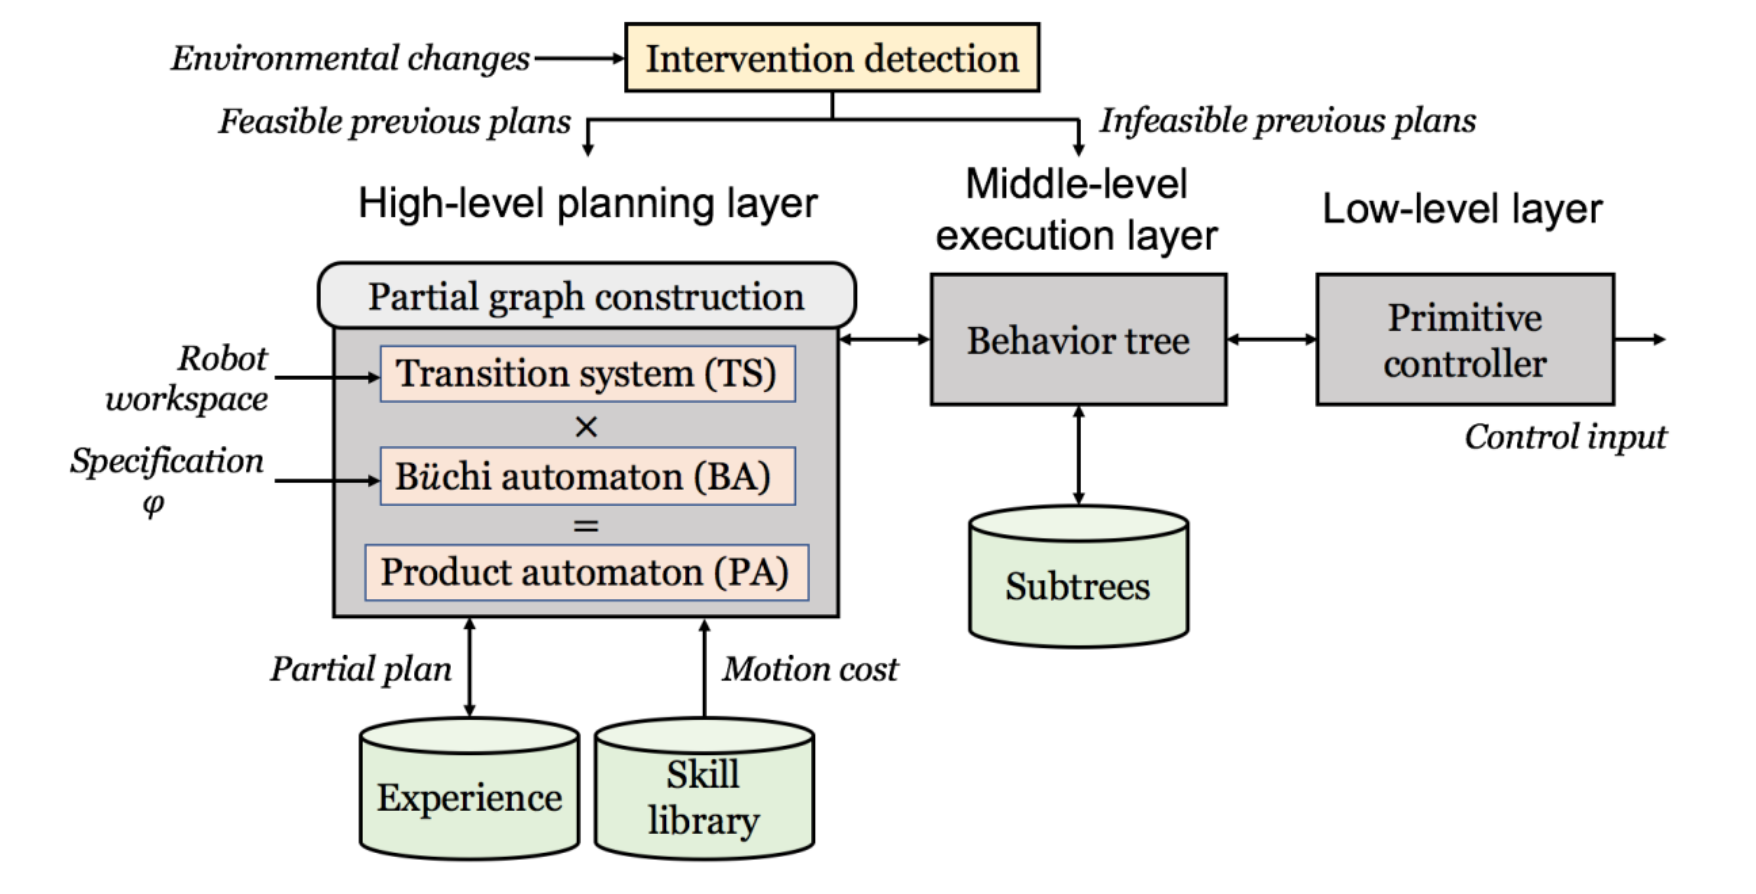 Environmental changes
Intervention detection
Feasible previous plans
Infeasible previous plans
High-level planning layer
Middle-level
execution layer
Low-level layer
Partial graph construction
Robot
workspace
Transition system (TS)
×
Specification
φ
Büchi automaton (BA)
=
Product automaton (PA)
Behavior tree
Primitive
controller
Control input
Subtrees
Partial plan
Motion cost
Experience
Skill
library